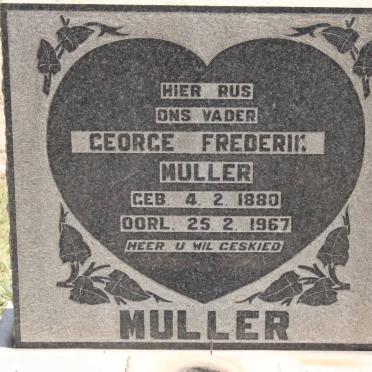 HIER RUS
ONS VADER
GEORGE FREDERIK
MULLER
GEB. 4. 2. 1880
OORL. 25. 2. 1967
HEER U WIL GESKIED
MULLER